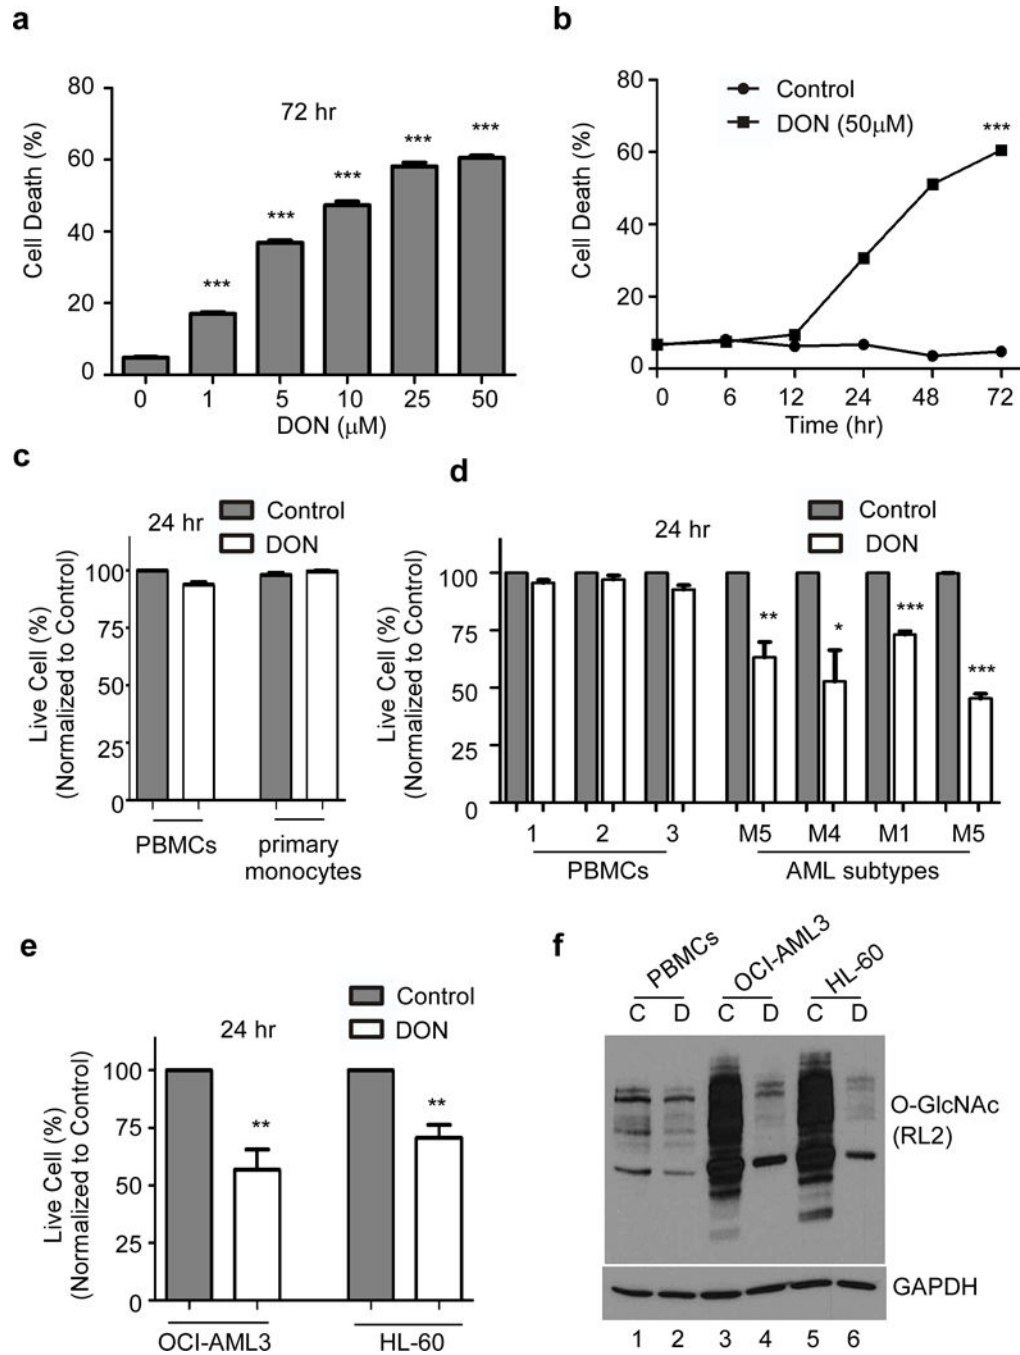 a
80
60
40
20
0
Cell Death (%)
72 hr
***
***
***
***
***
0 1 5 10 25 50
DON (μM)
b
80
60
40
20
0
Cell Death (%)
Control
DON (50μM)
***
0 6 12 24 48 72
Time (hr)
c
24 hr
Control
DON
100
75
50
25
0
Live Cell (%)
(Normalized to Control)
PBMCs
primary
monocytes
d
24 hr
Control
DON
100
75
50
25
0
Live Cell (%)
(Normalized to Control)
**
*
***
***
1 2 3 M5 M4 M1 M5
PBMCs AML subtypes
e
24 hr
Control
DON
100
75
50
25
0
Live Cell (%)
(Normalized to Control)
**
**
OCI-AML3 HL-60
f
PBMCs OCI-AML3 HL-60
C D C D C D
O-GlcNAc
(RL2)
GAPDH
1 2 3 4 5 6